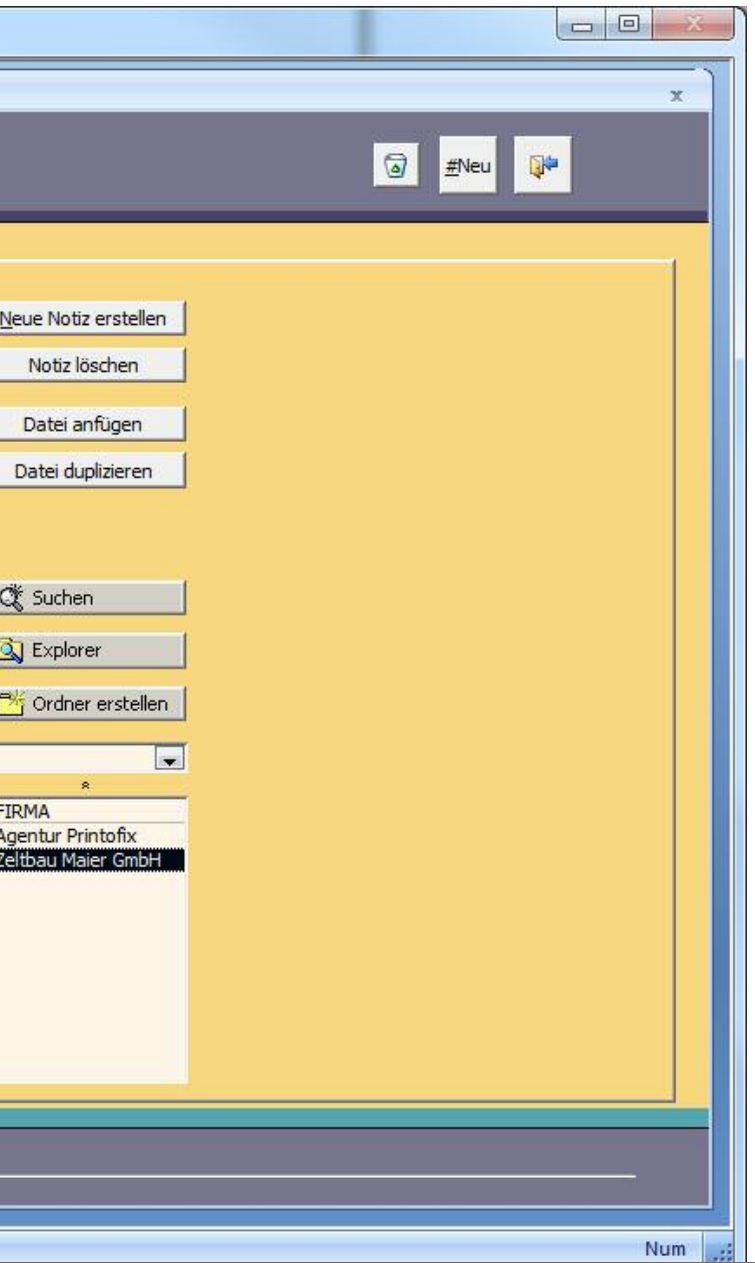 x
x
#Neu
Neue Notiz erstellen
Notiz löschen
Datei anfügen
Datei duplizieren
Suchen
Explorer
Ordner erstellen
FIRMA
Agentur Printofix
Zeltbau Maier GmbH
Num